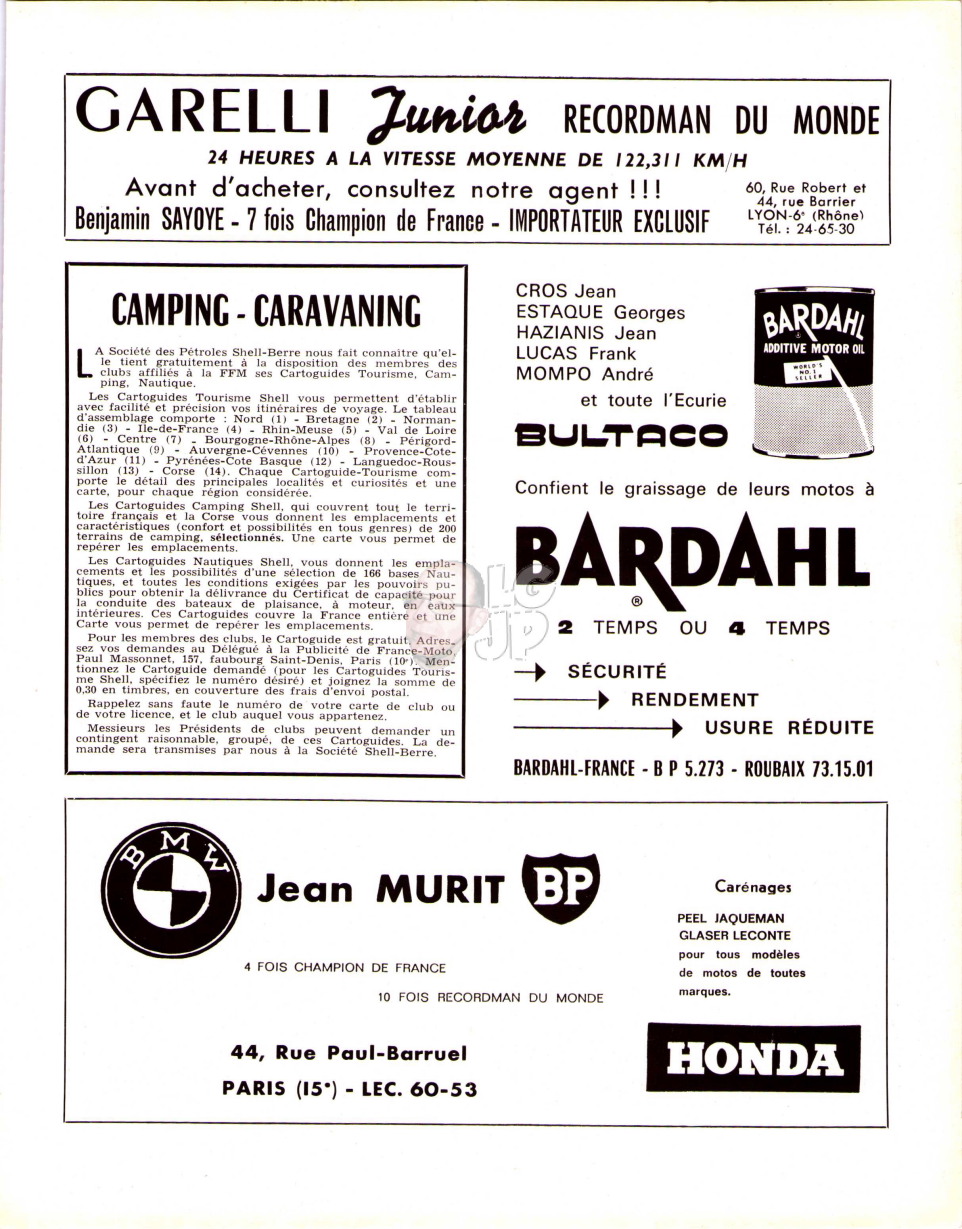 GARELLI Junior RECORDMAN DU MONDE
24 HEURES A LA VITESSE MOYENNE DE 122,311 KM/H
Avant d'acheter, consultez notre agent !!!
Benjamin SAYOYE - 7 fois Champion de France - IMPORTATEUR EXCLUSIF
60, Rue Robert et
44, rue Barrier
LYON-6e (Rhône)
Tél. : 24-65-30
CAMPING - CARAVANING
LA Société des Pétroles Shell-Berre nous fait connaître qu'el-
le tient gratuitement à la disposition des membres des
clubs affiliés à la FFM ses Cartoguides Tourisme, Cam-
ping, Nautique.
Les Cartoguides Tourisme Shell vous permettent d'établir
avec facilité et précision vos itinéraires de voyage. Le tableau
d'assemblage comporte : Nord (1) - Bretagne (2) - Norman-
die (3) - Ile-de-France (4) - Rhin-Meuse (5) - Val de Loire
(6) - Centre (7) - Bourgogne-Rhône-Alpes (8) - Périgord-
Atlantique (9) - Auvergne-Cévennes (10) - Provence-Cote-
d'Azur (11) - Pyrénées-Cote Basque (12) - Languedoc-Rous-
sillon (13) - Corse (14). Chaque Cartoguide-Tourisme com-
porte le détail des principales localités et curiosités et une
carte, pour chaque région considérée.
Les Cartoguides Camping Shell, qui couvrent tout le terri-
toire français et la Corse vous donnent les emplacements et
caractéristiques (confort et possibilités en tous genres) de 200
terrains de camping, sélectionnés. Une carte vous permet de
repérer les emplacements.
Les Cartoguides Nautiques Shell, vous donnent les empla-
cements et les possibilités d'une sélection de 166 bases Nau-
tiques, et toutes les conditions exigées par les pouvoirs pu-
blics pour obtenir la délivrance du Certificat de capacité pour
la conduite des bateaux de plaisance, à moteur, en eaux
intérieures. Ces Cartoguides couvre la France entière et une
Carte vous permet de repérer les emplacements.
Pour les membres des clubs, le Cartoguide est gratuit, Adres-
sez vos demandes au Délégué à la Publicité de France-Moto,
Paul Massonnet, 157, faubourg Saint-Denis, Paris (10e). Men-
tionnez le Cartoguide demandé (pour les Cartoguides Touris-
me Shell, spécifiez le numéro désiré) et joignez la somme de
0,30 en timbres, en couverture des frais d'envoi postal.
Rappelez sans faute le numéro de votre carte de club ou
de votre licence, et le club auquel vous appartenez.
Messieurs les Présidents de clubs peuvent demander un
contingent raisonnable, groupé, de ces Cartoguides. La de-
mande sera transmises par nous à la Société Shell-Berre.
CROS Jean
ESTAQUE Georges
HAZIANIS Jean
LUCAS Frank
MOMPO André
et toute l'Ecurie
BULTACO
BARDAHL
ADDITIVE MOTOR OIL
WORLD'S
NO. 1
SELLER
Confient le graissage de leurs motos à
BARDAHL
®
2 TEMPS OU 4 TEMPS
SÉCURITÉ
RENDEMENT
USURE RÉDUITE
BARDAHL-FRANCE - B P 5.273 - ROUBAIX 73.15.01
LG
JP
BMW
Jean MURIT BP
4 FOIS CHAMPION DE FRANCE
10 FOIS RECORDMAN DU MONDE
44, Rue Paul-Barruel
PARIS (15e) - LEC. 60-53
Carénages
PEEL JAQUEMAN
GLASER LECONTE
pour tous modèles
de motos de toutes
marques.
HONDA